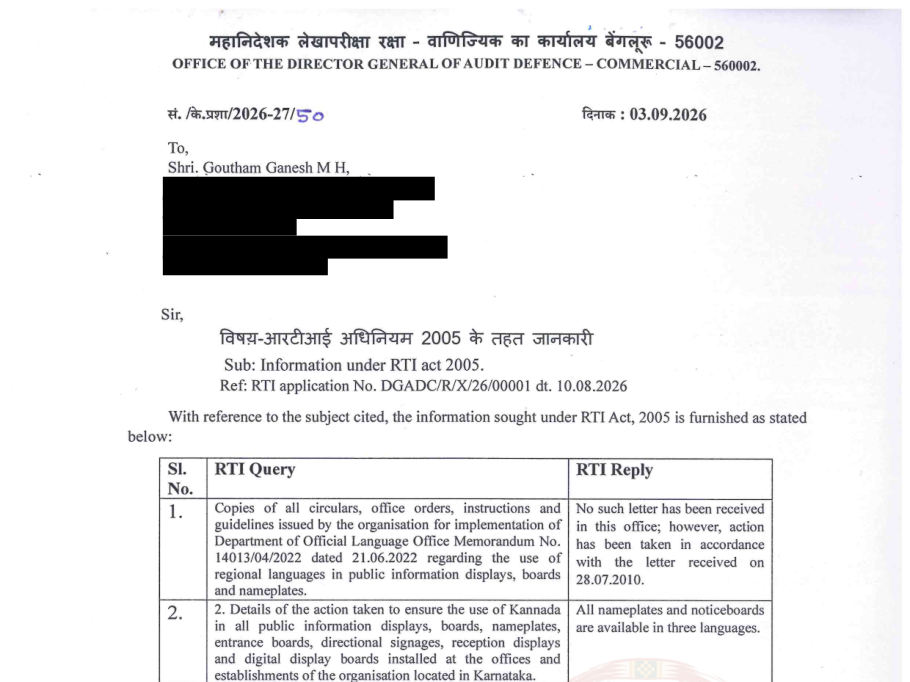 महानिदेशक लेखापरीक्षा रक्षा - वाणिज्यिक का कार्यालय बेंगलूरू - 56002
OFFICE OF THE DIRECTOR GENERAL OF AUDIT DEFENCE – COMMERCIAL – 560002.
सं. /के.प्रशा/2026-27/50
दिनाक : 03.09.2026
To,
Shri. Goutham Ganesh M H,
Sir,
विषय-आरटीआई अधिनियम 2005 के तहत जानकारी
Sub: Information under RTI act 2005.
Ref: RTI application No. DGADC/R/X/26/00001 dt. 10.08.2026
With reference to the subject cited, the information sought under RTI Act, 2005 is furnished as stated
below:
Sl. No.
RTI Query
RTI Reply
1.
Copies of all circulars, office orders, instructions and
guidelines issued by the organisation for implementation of
Department of Official Language Office Memorandum No.
14013/04/2022 dated 21.06.2022 regarding the use of
regional languages in public information displays, boards
and nameplates.
No such letter has been received
in this office; however, action
has been taken in accordance
with the letter received on
28.07.2010.
2.
2. Details of the action taken to ensure the use of Kannada
in all public information displays, boards, nameplates,
entrance boards, directional signages, reception displays
and digital display boards installed at the offices and
establishments of the organisation located in Karnataka.
All nameplates and noticeboards
are available in three languages.